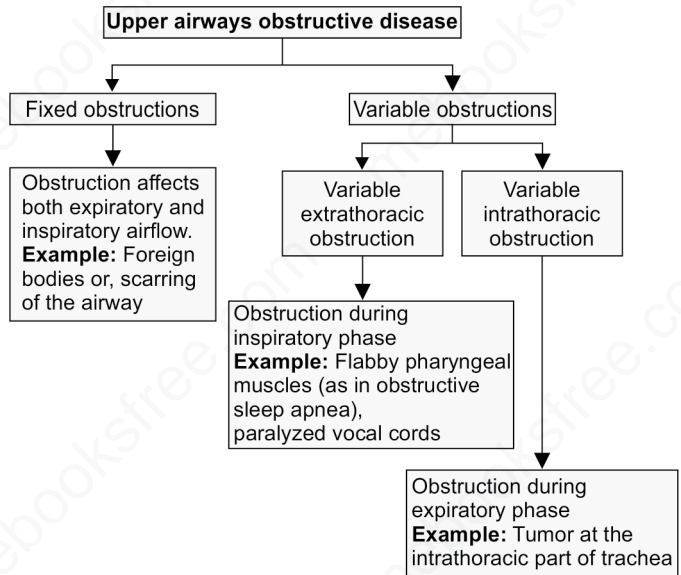 Upper airways obstructive disease
Fixed obstructions
Variable obstructions
Obstruction affects
both expiratory and
inspiratory airflow.
Example: Foreign
bodies or, scarring
of the airway
Variable
extrathoracic
obstruction
Variable
intrathoracic
obstruction
Obstruction during
inspiratory phase
Example: Flabby pharyngeal
muscles (as in obstructive
sleep apnea),
paralyzed vocal cords
Obstruction during
expiratory phase
Example: Tumor at the
intrathoracic part of trachea